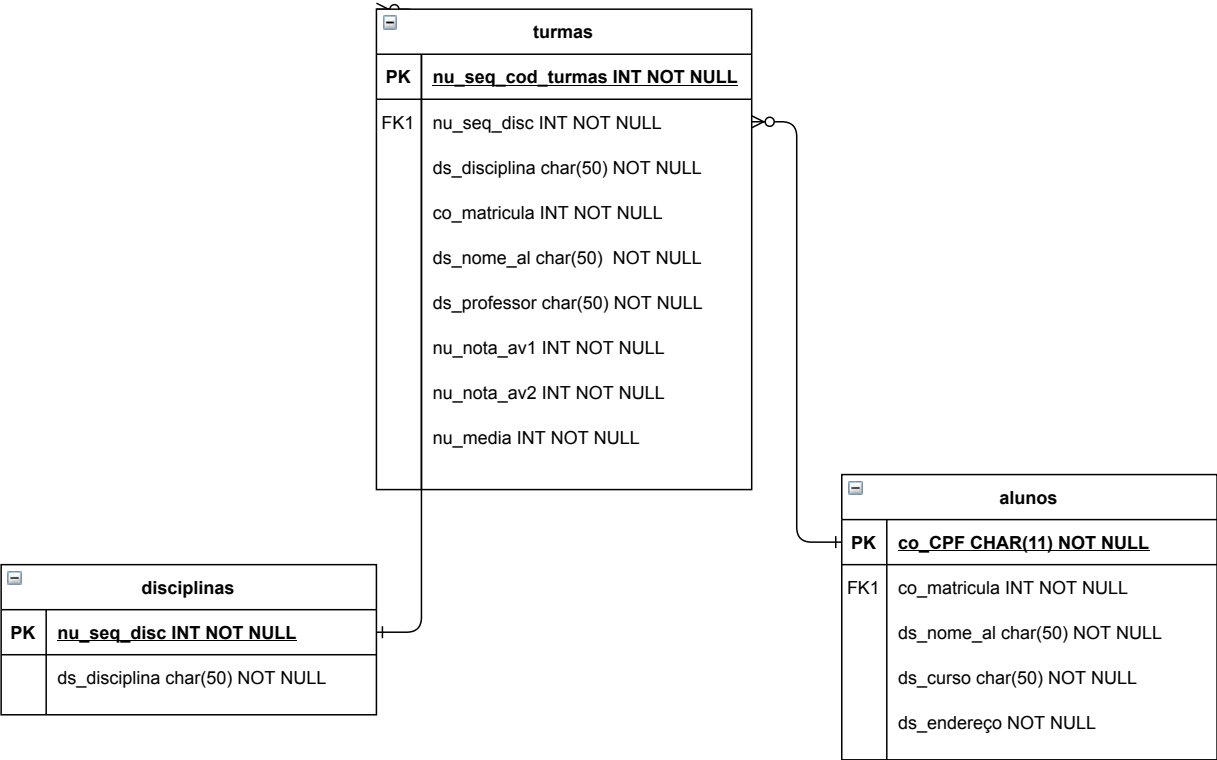 turmas
PK nu_seq_cod_turmas INT NOT NULL
FK1 nu_seq_disc INT NOT NULL
ds_disciplina char(50) NOT NULL
co_matricula INT NOT NULL
ds_nome_al char(50) NOT NULL
ds_professor char(50) NOT NULL
nu_nota_av1 INT NOT NULL
nu_nota_av2 INT NOT NULL
nu_media INT NOT NULL
alunos
PK co_CPF CHAR(11) NOT NULL
FK1 co_matricula INT NOT NULL
ds_nome_al char(50) NOT NULL
ds_curso char(50) NOT NULL
ds_endereço NOT NULL
disciplinas
PK nu_seq_disc INT NOT NULL
ds_disciplina char(50) NOT NULL